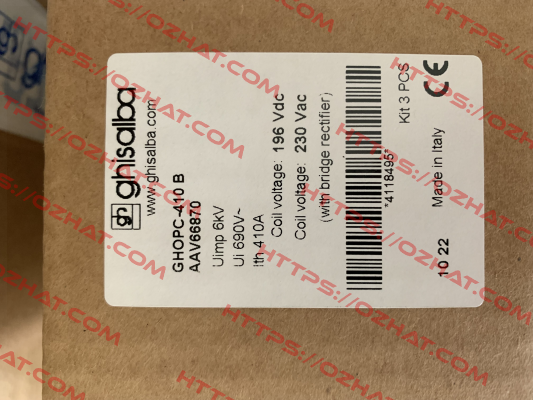 gh ghisalba
www.ghisalba.com
GHOPC-410 B
AAV66870
Uimp 6kV
Ui 690V~
Ith 410A
Coil voltage: 196 Vdc
Coil voltage: 230 Vac
(with bridge rectifier)
*4118495*
Kit 3 PCS
10 22
Made in Italy
CE
HTTPS://OZHAT.COM